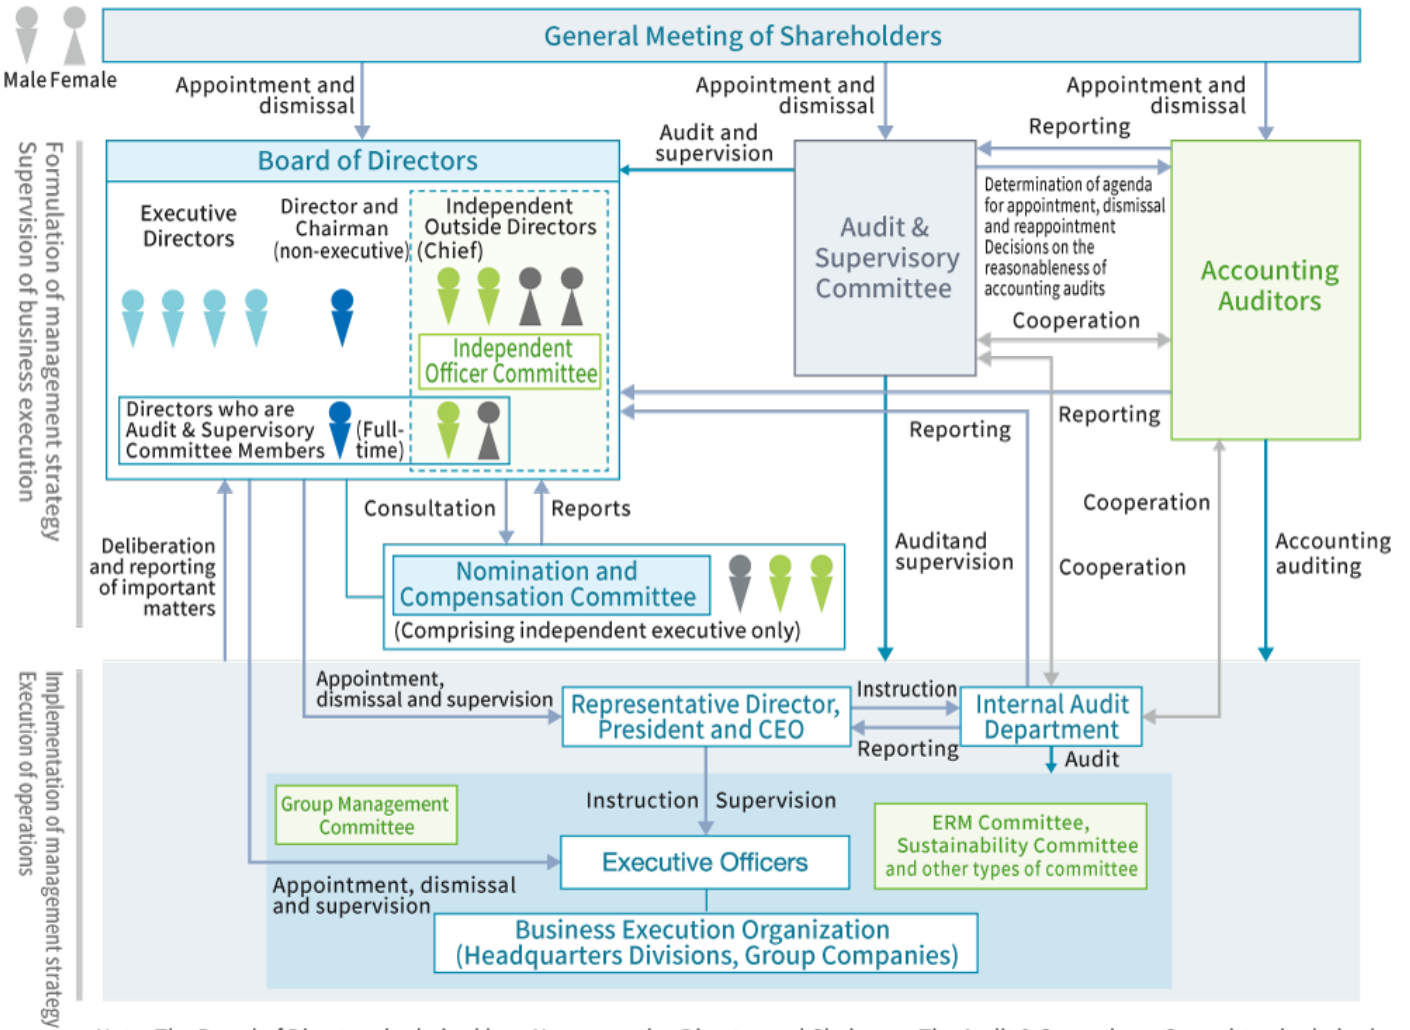 General Meeting of Shareholders
Male Female
Appointment and
dismissal
Appointment and
dismissal
Appointment and
dismissal
Formulation of management strategy
Supervision of business execution
Board of Directors
Executive
Directors
Director and
Chairman
(non-executive)
Independent
Outside Directors
(Chief)
Independent
Officer Committee
Directors who are
Audit & Supervisory
Committee Members
(Full-
time)
Audit and
supervision
Audit &
Supervisory
Committee
Reporting
Determination of agenda
for appointment, dismissal
and reappointment
Decisions on the
reasonableness of
accounting audits
Cooperation
Accounting
Auditors
Reporting
Reporting
Consultation
Reports
Deliberation
and reporting
of important
matters
Nomination and
Compensation Committee
(Comprising independent executive only)
Auditand
supervision
Cooperation
Cooperation
Accounting
auditing
Implementation of management strategy
Execution of operations
Appointment,
dismissal and supervision
Representative Director,
President and CEO
Instruction
Reporting
Internal Audit
Department
Audit
Group Management
Committee
Instruction
Supervision
ERM Committee,
Sustainability Committee
and other types of committee
Executive Officers
Appointment, dismissal
and supervision
Business Execution Organization
(Headquarters Divisions, Group Companies)